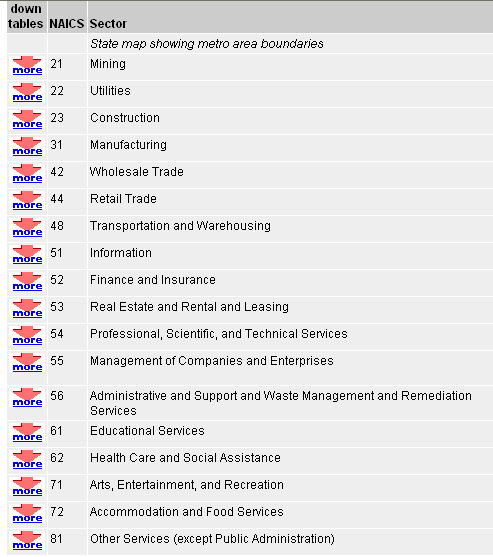 down
tables NAICS Sector
State map showing metro area boundaries
more 21 Mining
more 22 Utilities
more 23 Construction
more 31 Manufacturing
more 42 Wholesale Trade
more 44 Retail Trade
more 48 Transportation and Warehousing
more 51 Information
more 52 Finance and Insurance
more 53 Real Estate and Rental and Leasing
more 54 Professional, Scientific, and Technical Services
more 55 Management of Companies and Enterprises
more 56 Administrative and Support and Waste Management and Remediation
Services
more 61 Educational Services
more 62 Health Care and Social Assistance
more 71 Arts, Entertainment, and Recreation
more 72 Accommodation and Food Services
more 81 Other Services (except Public Administration)